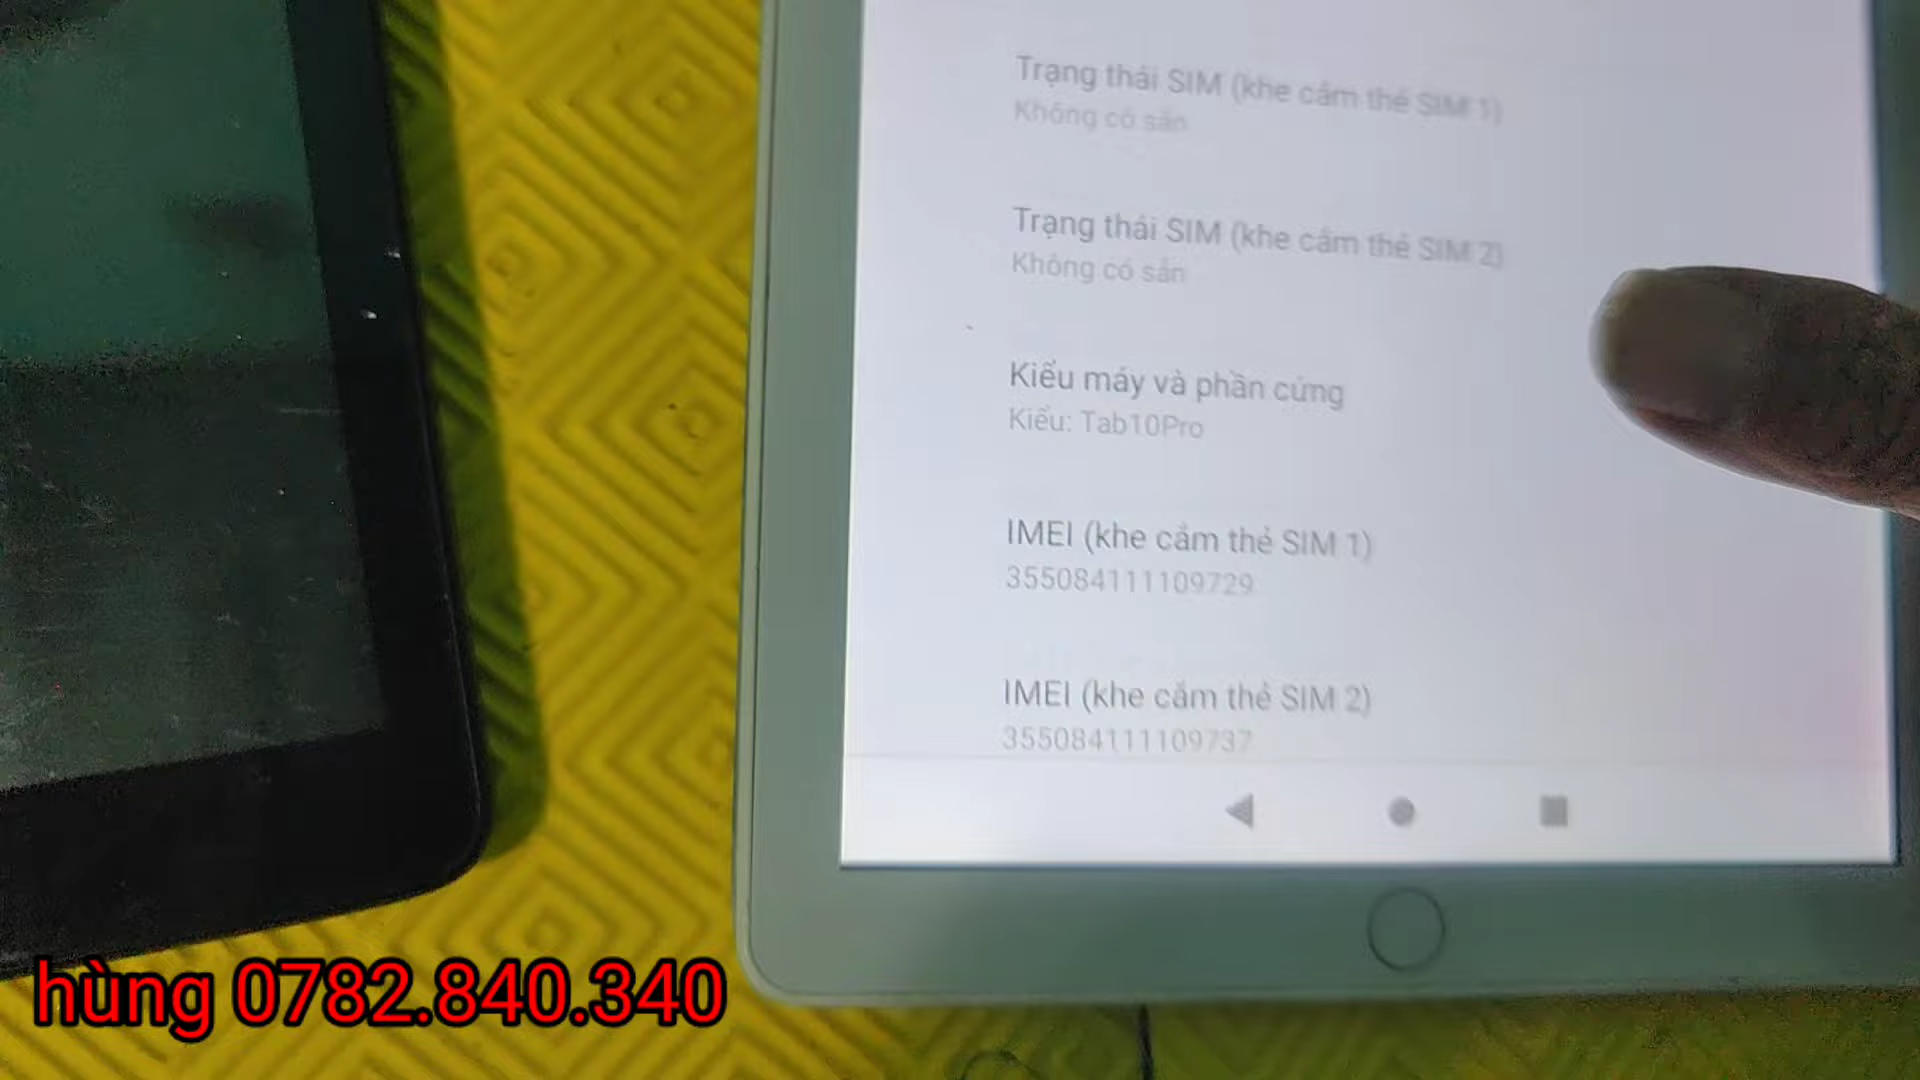 Trạng thái SIM (khe cắm thẻ SIM 1)
Không có sẵn
Trạng thái SIM (khe cắm thẻ SIM 2)
Không có sẵn
Kiểu máy và phần cứng
Kiểu: Tab10Pro
IMEI (khe cắm thẻ SIM 1)
355084111109729
IMEI (khe cắm thẻ SIM 2)
355084111109737
hùng 0782.840.340